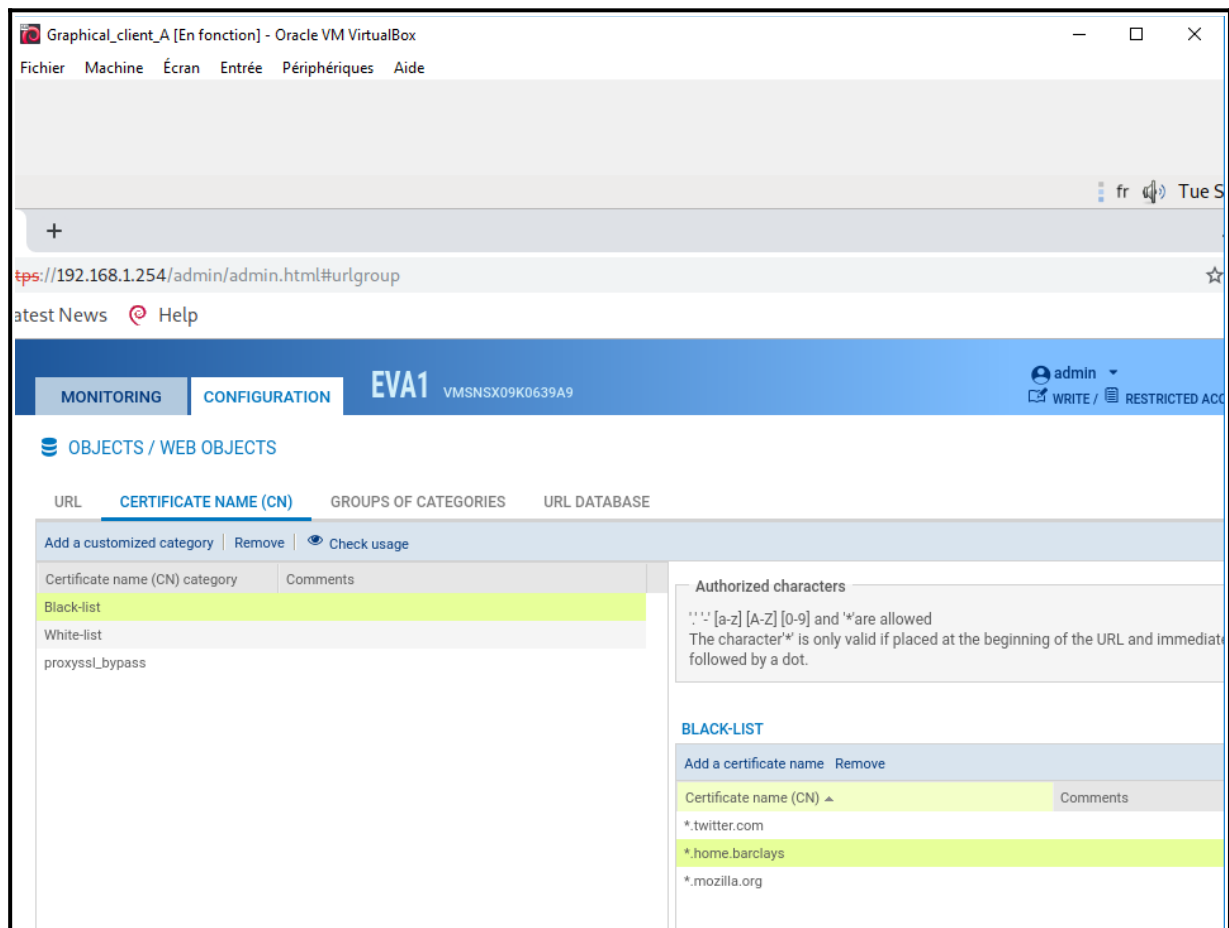 Graphical_client_A [En fonction] - Oracle VM VirtualBox
Fichier Machine Écran Entrée Périphériques Aide
fr Tue S
+
tps://192.168.1.254/admin/admin.html#urlgroup
atest News Help
MONITORING CONFIGURATION EVA1 VMSNSX09K0639A9
admin
WRITE / RESTRICTED ACC
OBJECTS / WEB OBJECTS
URL CERTIFICATE NAME (CN) GROUPS OF CATEGORIES URL DATABASE
Add a customized category Remove Check usage
Certificate name (CN) category Comments
Black-list
White-list
proxyssl_bypass
Authorized characters
'.' '-' [a-z] [A-Z] [0-9] and '*'are allowed
The character'*' is only valid if placed at the beginning of the URL and immediate
followed by a dot.
BLACK-LIST
Add a certificate name Remove
Certificate name (CN) Comments
*.twitter.com
*.home.barclays
*.mozilla.org